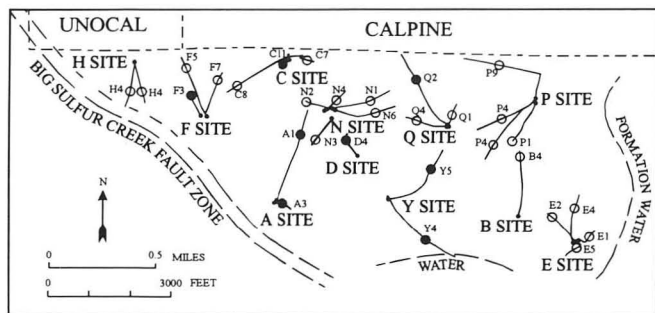 UNOCAL
CALPINE
H SITE
F5
F7
C11
C7
C SITE
C8
Q2
P9
H4
H4
F3
N2
N4
N1
P SITE
F SITE
N6
Q4
Q1
P4
A1
N SITE
Q SITE
N3
D4
P4
P1
D SITE
B4
Y5
BIG SULFUR CREEK FAULT ZONE
FORMATION WATER
A3
Y SITE
A SITE
B SITE
E2
E4
Y4
E1
E5
WATER
E SITE
N
0
0.5
MILES
0
3000
FEET